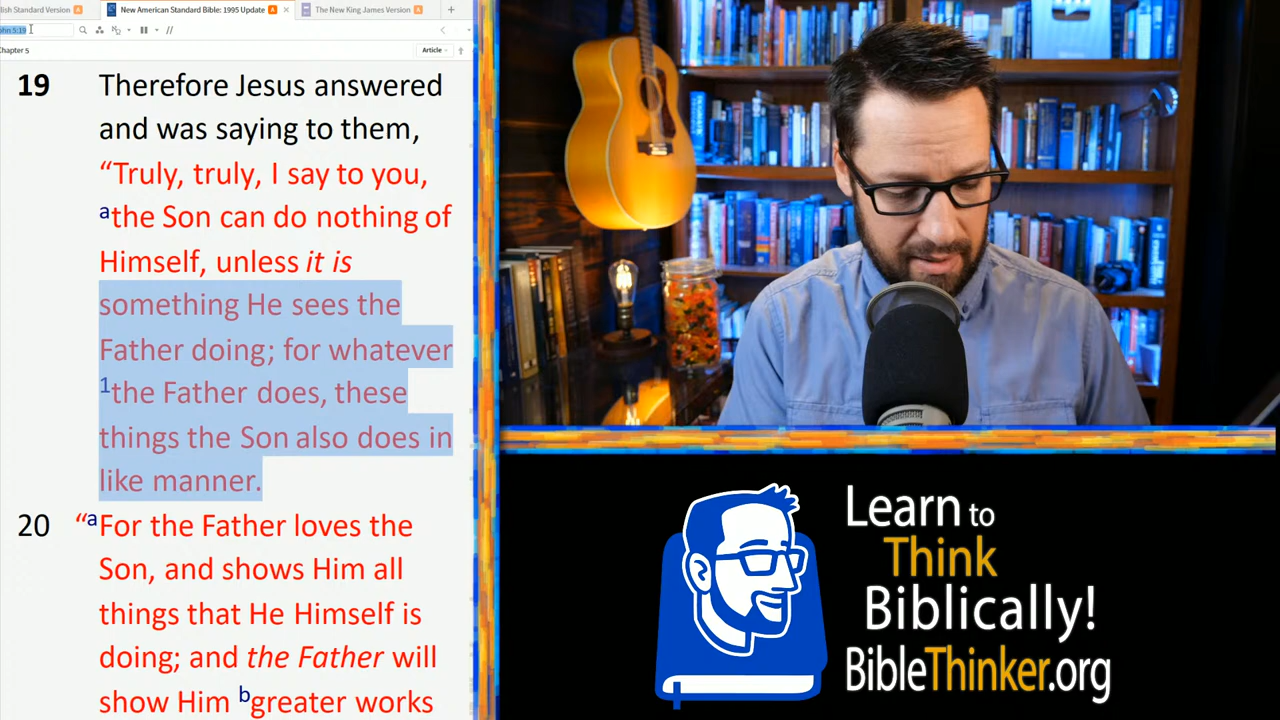 lish Standard Version
New American Standard Bible: 1995 Update
The New King James Version
ohn 5:19
Chapter 5
Article
19 Therefore Jesus answered
and was saying to them,
“Truly, truly, I say to you,
ᵃthe Son can do nothing of
Himself, unless it is
something He sees the
Father doing; for whatever
¹the Father does, these
things the Son also does in
like manner.
20 “ᵃFor the Father loves the
Son, and shows Him all
things that He Himself is
doing; and the Father will
show Him ᵇgreater works
Learn to
Think
Biblically!
BibleThinker.org